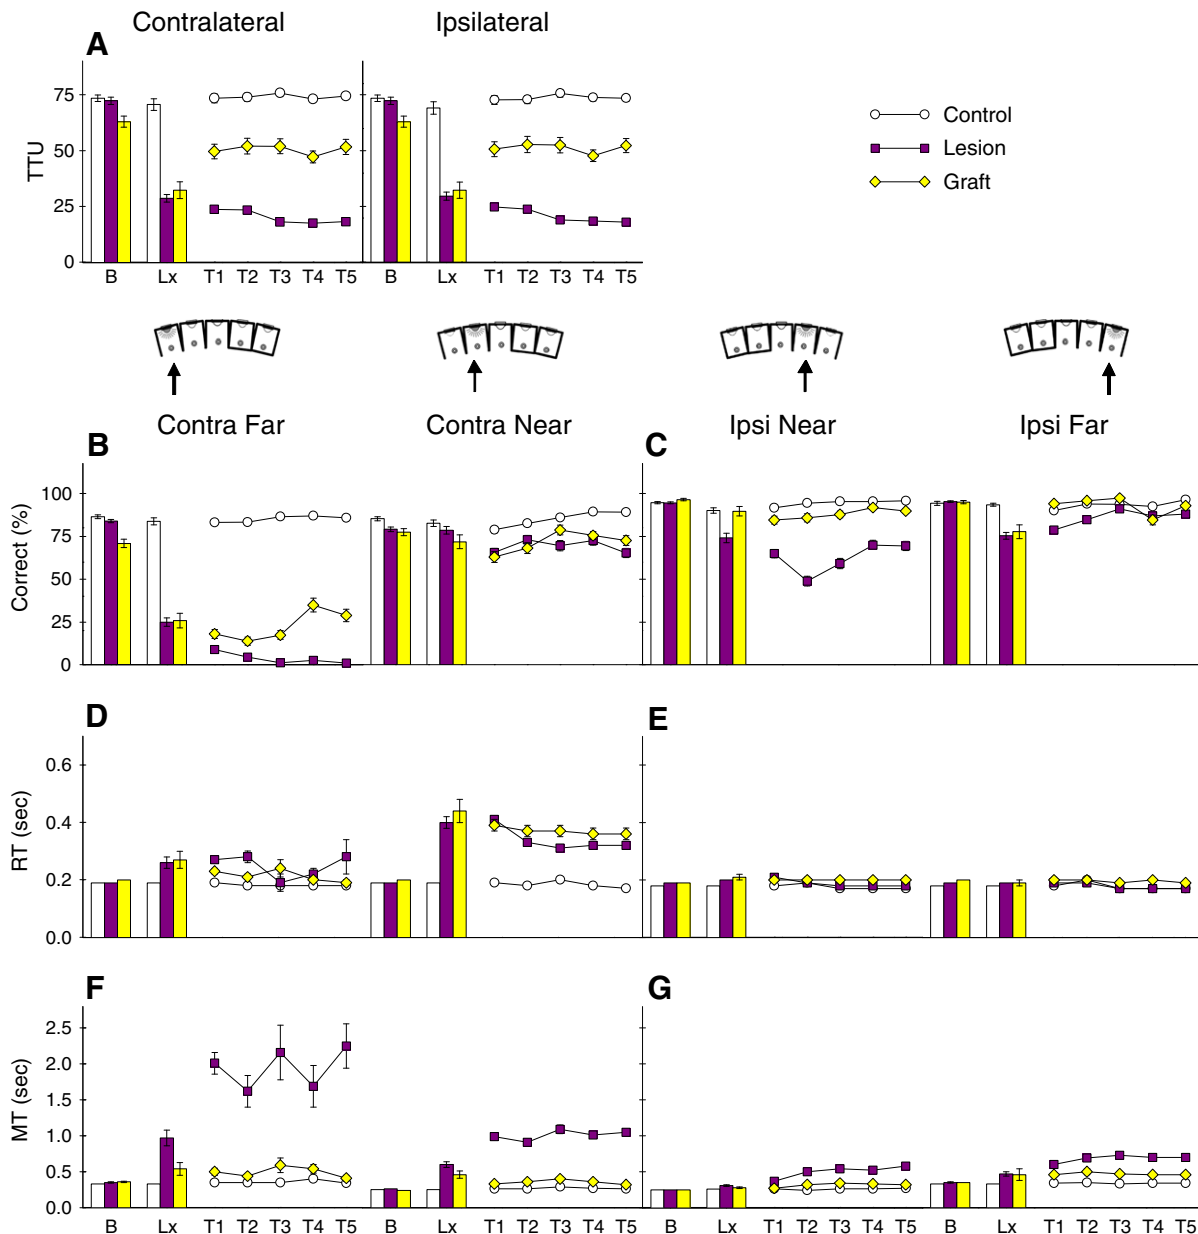 Contralateral Ipsilateral
A
75
50
25
0
TTU
Control
Lesion
Graft
B Lx T1 T2 T3 T4 T5 B Lx T1 T2 T3 T4 T5
Contra Far Contra Near Ipsi Near Ipsi Far
B C
100
75
50
25
0
Correct (%)
D E
0.6
0.4
0.2
0.0
RT (sec)
F G
2.5
2.0
1.5
1.0
0.5
0.0
MT (sec)
B Lx T1 T2 T3 T4 T5 B Lx T1 T2 T3 T4 T5 B Lx T1 T2 T3 T4 T5 B Lx T1 T2 T3 T4 T5